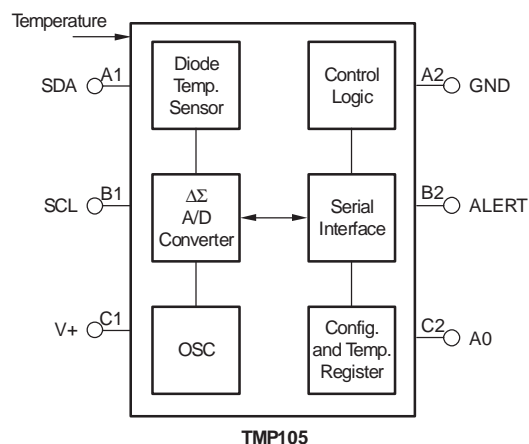 Temperature
SDA
A1
Diode
Temp.
Sensor
Control
Logic
A2
GND
SCL
B1
ΔΣ
A/D
Converter
Serial
Interface
B2
ALERT
V+
C1
OSC
Config.
and Temp.
Register
C2
A0
TMP105